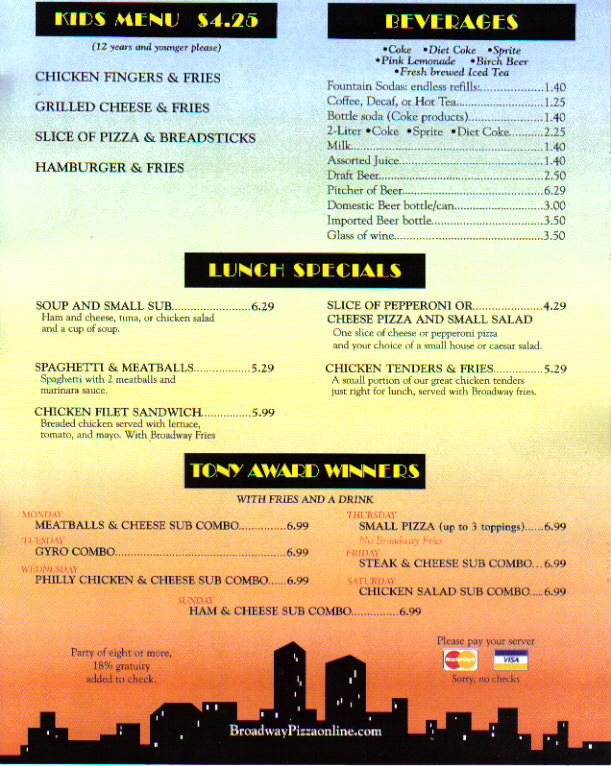 KIDS MENU $4.25
(12 years and younger please)
CHICKEN FINGERS & FRIES
GRILLED CHEESE & FRIES
SLICE OF PIZZA & BREADSTICKS
HAMBURGER & FRIES
BEVERAGES
•Coke •Diet Coke •Sprite
•Pink Lemonade •Birch Beer
•Fresh brewed Iced Tea
Fountain Sodas: endless refills:....................1.40
Coffee, Decaf, or Hot Tea..........................1.25
Bottle soda (Coke products).......................1.40
2-Liter •Coke •Sprite •Diet Coke.........2.25
Milk........................................................1.40
Assorted Juice..........................................1.40
Draft Beer................................................2.50
Pitcher of Beer.........................................6.29
Domestic Beer bottle/can.........................3.00
Imported Beer bottle................................3.50
Glass of wine...........................................3.50
LUNCH SPECIALS
SOUP AND SMALL SUB........................6.29
Ham and cheese, tuna, or chicken salad
and a cup of soup.
SPAGHETTI & MEATBALLS.................5.29
Spaghetti with 2 meatballs and
marinara sauce.
CHICKEN FILET SANDWICH...............5.99
Breaded chicken served with lettuce,
tomato, and mayo. With Broadway Fries
SLICE OF PEPPERONI OR....................4.29
CHEESE PIZZA AND SMALL SALAD
One slice of cheese or pepperoni pizza
and your choice of a small house or caesar salad.
CHICKEN TENDERS & FRIES...............5.29
A small portion of our great chicken tenders
just right for lunch, served with Broadway fries.
TONY AWARD WINNERS
WITH FRIES AND A DRINK
MONDAY
MEATBALLS & CHEESE SUB COMBO..............6.99
TUESDAY
GYRO COMBO....................................................6.99
WEDNESDAY
PHILLY CHICKEN & CHEESE SUB COMBO.....6.99
THURSDAY
SMALL PIZZA (up to 3 toppings)......6.99
No Broadway Fries
FRIDAY
STEAK & CHEESE SUB COMBO...6.99
SATURDAY
CHICKEN SALAD SUB COMBO....6.99
SUNDAY
HAM & CHEESE SUB COMBO...............6.99
Party of eight or more,
18% gratuity
added to check.
Please pay your server
MasterCard VISA
Sorry, no checks
BroadwayPizzaonline.com